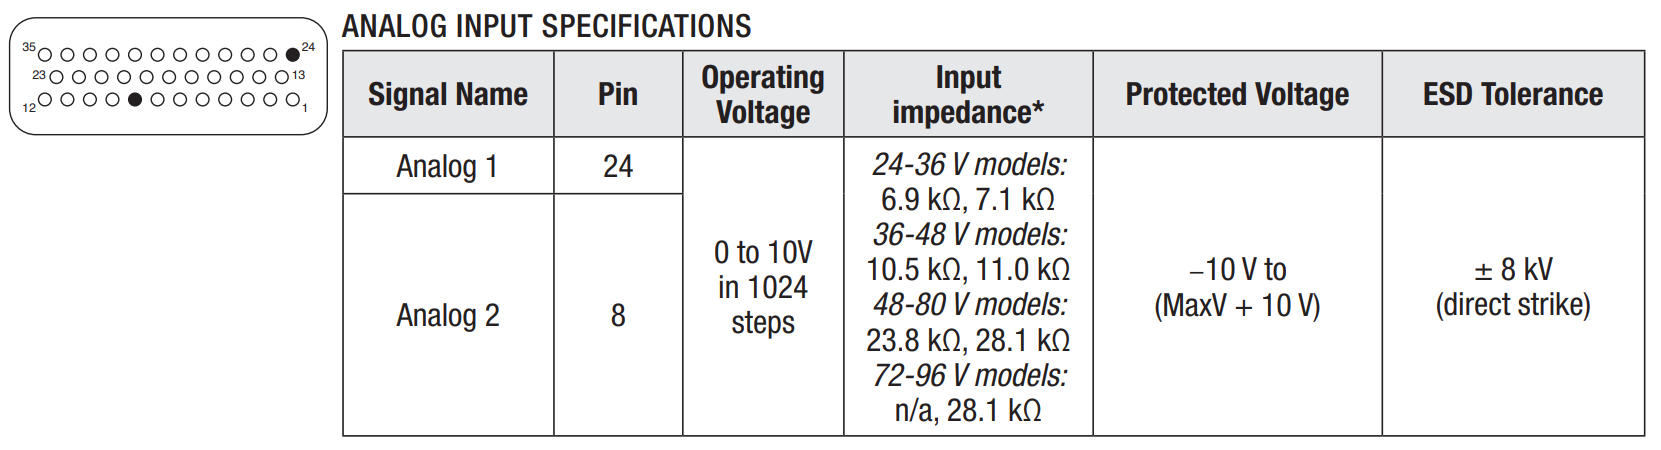 ANALOG INPUT SPECIFICATIONS
35
24
23
13
12
1
Signal Name
Pin
Operating
Voltage
Input
impedance*
Protected Voltage
ESD Tolerance
Analog 1
24
Analog 2
8
0 to 10V
in 1024
steps
24-36 V models:
6.9 kΩ, 7.1 kΩ
36-48 V models:
10.5 kΩ, 11.0 kΩ
48-80 V models:
23.8 kΩ, 28.1 kΩ
72-96 V models:
n/a, 28.1 kΩ
–10 V to
(MaxV + 10 V)
± 8 kV
(direct strike)